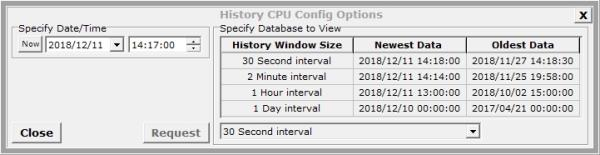 History CPU Config Options
X
Specify Date/Time
Now 2018/12/11 14:17:00
Specify Database to View
History Window Size Newest Data Oldest Data
30 Second interval 2018/12/11 14:18:00 2018/11/27 14:18:30
2 Minute interval 2018/12/11 14:14:00 2018/11/25 19:58:00
1 Hour interval 2018/12/11 13:00:00 2018/10/02 15:00:00
1 Day interval 2018/12/10 00:00:00 2017/04/21 00:00:00
30 Second interval
Close
Request